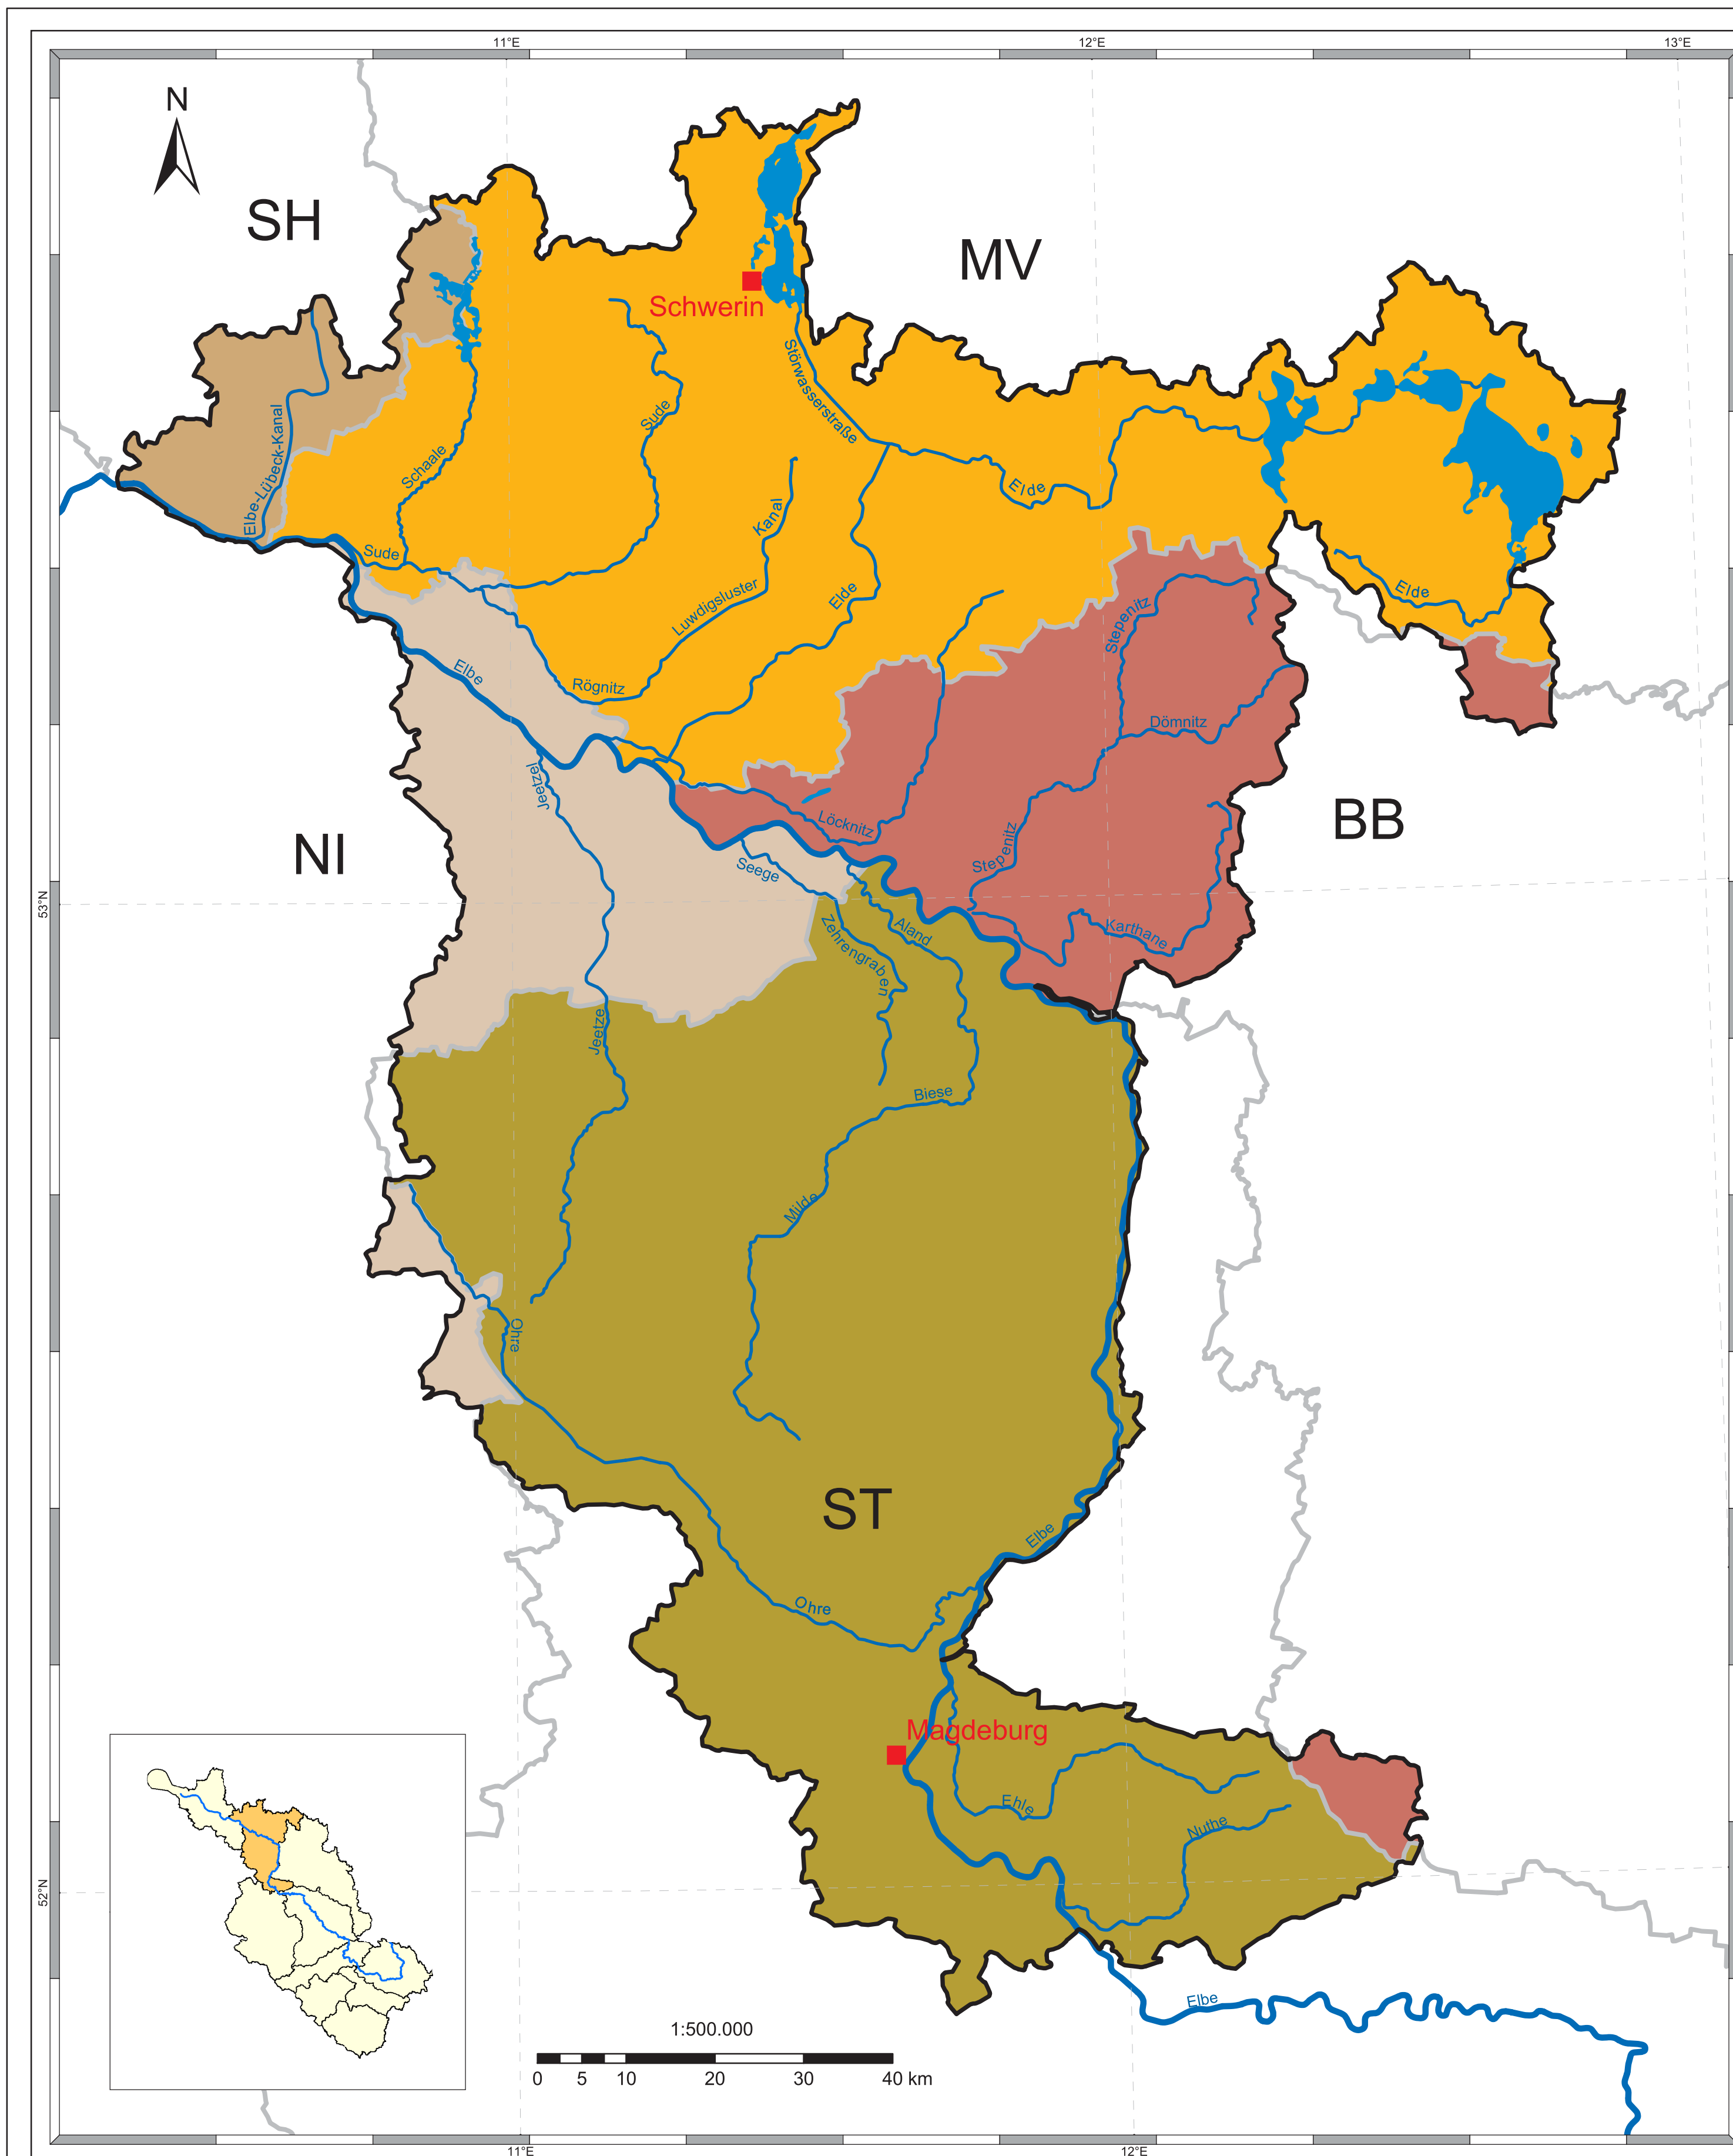 11°E
12°E
13°E
N
SH
MV
Schwerin
Störwasserstraße
Sude
Elbe-Lübeck-Kanal
Schaale
Elde
Kanal
Sude
Luwdigsluster
Elde
Elde
Stepenitz
Elbe
Rögnitz
Dömnitz
Jeetzel
NI
BB
Löcknitz
Stepenitz
Seege
53°N
Aland
Karthane
Zehrengraben
Jeetze
Biese
Milde
Ohre
ST
Elbe
Ohre
Magdeburg
Ehle
Nuthe
52°N
Elbe
1:500.000
0 5 10 20 30 40 km
11°E
12°E